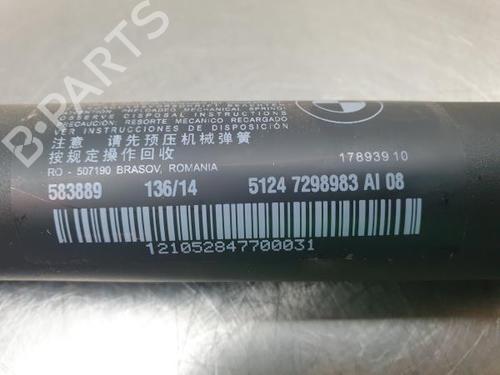 OBSERVE DISPOSAL INSTRUCTIONS
PRECAUCIÓN: RESORTE MECANICO RECARGADO
VER INSTRUCCIONES DE DISPOSICIÓN
注意 请先预压机械弹簧
按规定操作回收
RO - 507190 BRASOV, ROMANIA
17893910
583889 136/14 5124 7298983 AI 08
121052847700031
B-PARTS